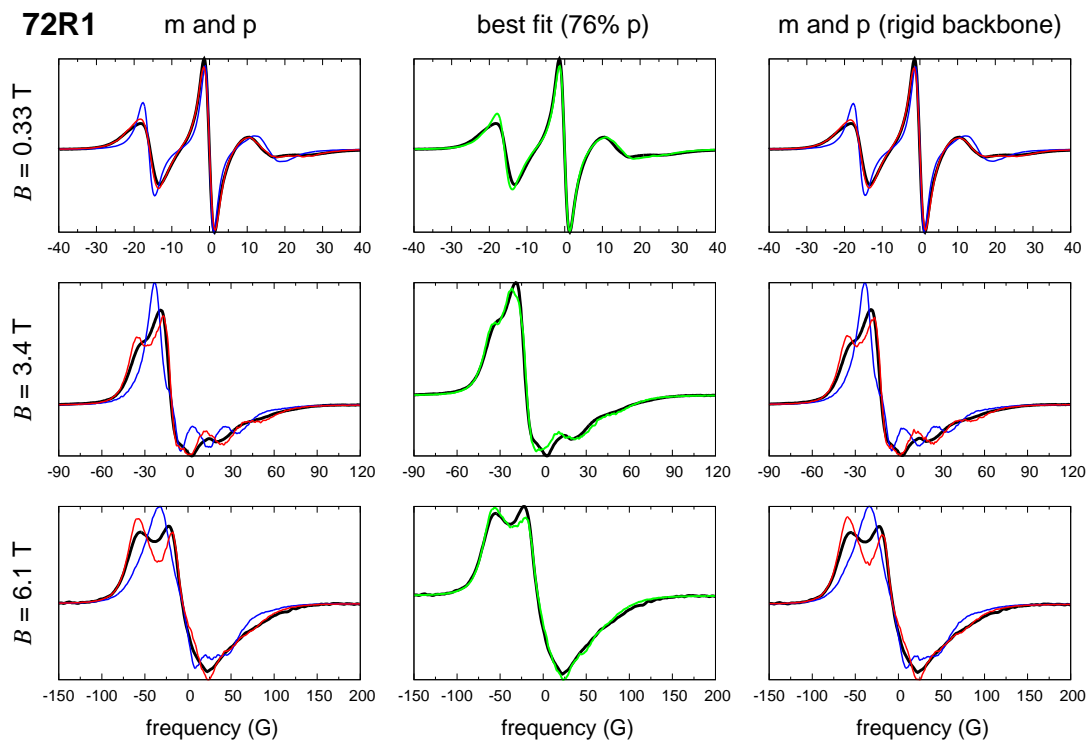 72R1 m and p best fit (76% p) m and p (rigid backbone)
B = 0.33 T
-40 -30 -20 -10 0 10 20 30 40 -40 -30 -20 -10 0 10 20 30 40 -40 -30 -20 -10 0 10 20 30 40
B = 3.4 T
-90 -60 -30 0 30 60 90 120 -90 -60 -30 0 30 60 90 120 -90 -60 -30 0 30 60 90 120
B = 6.1 T
-150 -100 -50 0 50 100 150 200 -150 -100 -50 0 50 100 150 200 -150 -100 -50 0 50 100 150 200
frequency (G) frequency (G) frequency (G)